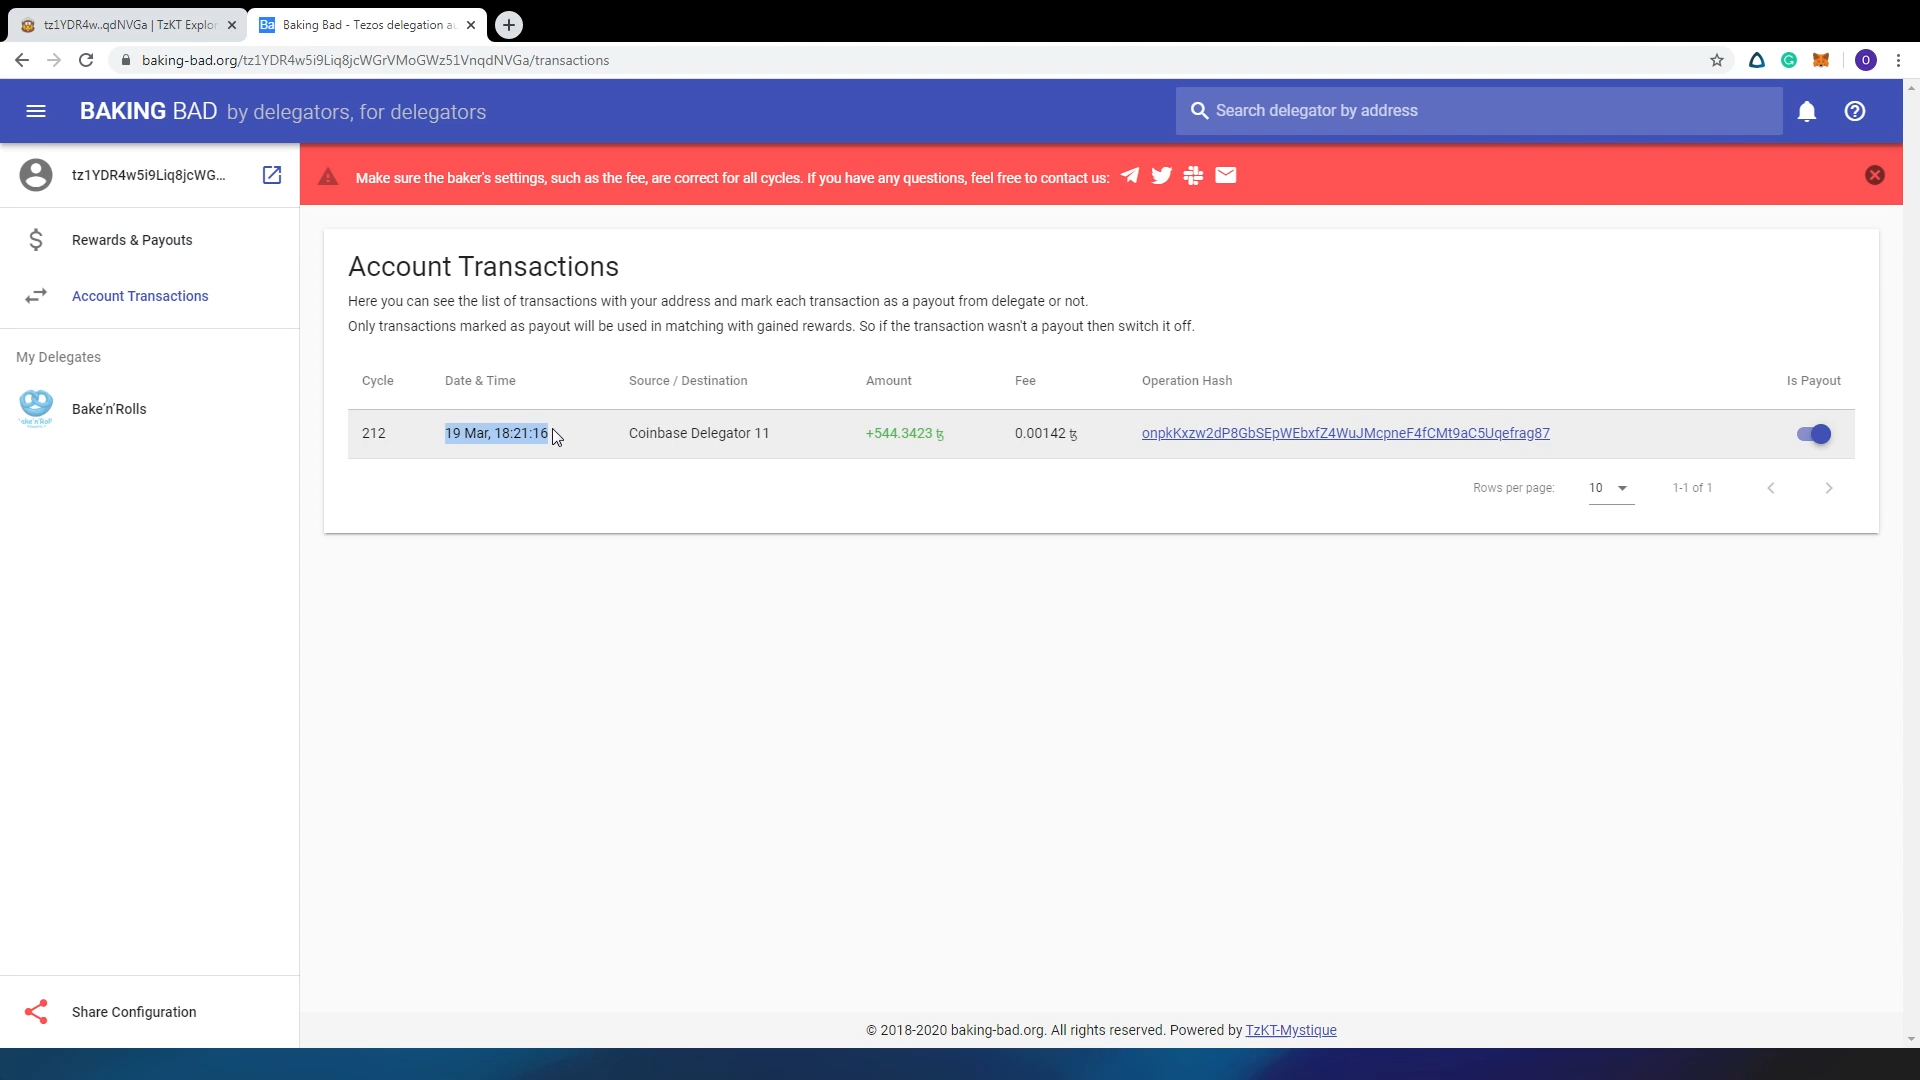 tz1YDR4w..qdNVGa | TzKT Explor
Ba Baking Bad - Tezos delegation au
baking-bad.org/tz1YDR4w5i9Liq8jcWGrVMoGWz51VnqdNVGa/transactions
O
BAKING BAD by delegators, for delegators
Search delegator by address
tz1YDR4w5i9Liq8jcWG...
Make sure the baker's settings, such as the fee, are correct for all cycles. If you have any questions, feel free to contact us:
Rewards & Payouts
Account Transactions
My Delegates
Bake'n'Rolls
Account Transactions
Here you can see the list of transactions with your address and mark each transaction as a payout from delegate or not.
Only transactions marked as payout will be used in matching with gained rewards. So if the transaction wasn't a payout then switch it off.
Cycle Date & Time Source / Destination Amount Fee Operation Hash Is Payout
212 19 Mar, 18:21:16 Coinbase Delegator 11 +544.3423 ꜩ 0.00142 ꜩ onpkKxzw2dP8GbSEpWEbxfZ4WuJMcpneF4fCMt9aC5Uqefrag87
Rows per page: 10 1-1 of 1
Share Configuration
© 2018-2020 baking-bad.org. All rights reserved. Powered by TzKT-Mystique